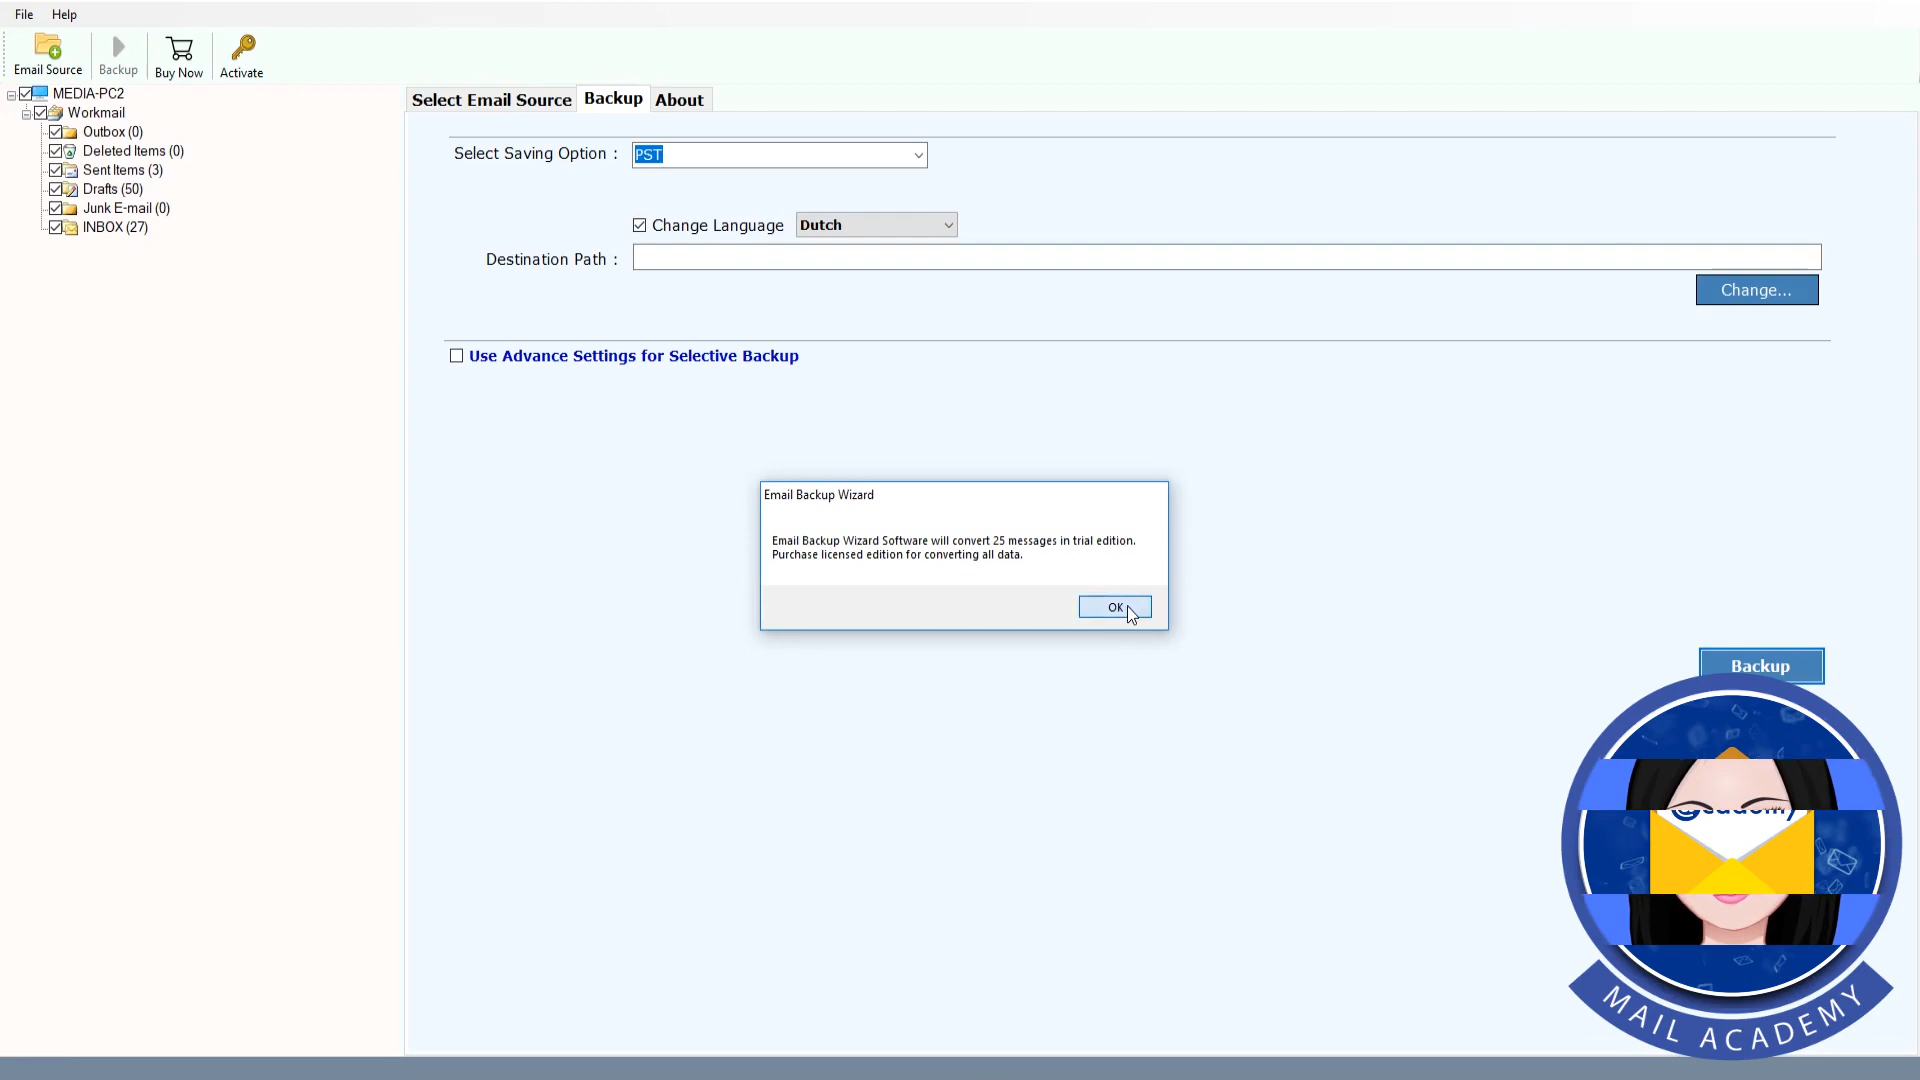 File Help
Email Source Backup Buy Now Activate
MEDIA-PC2
Workmail
Outbox (0)
Deleted Items (0)
Sent Items (3)
Drafts (50)
Junk E-mail (0)
INBOX (27)
Select Email Source Backup About
Select Saving Option : PST
Change Language Dutch
Destination Path :
Change...
Use Advance Settings for Selective Backup
Email Backup Wizard
Email Backup Wizard Software will convert 25 messages in trial edition.
Purchase licensed edition for converting all data.
OK
Backup
MAIL ACADEMY